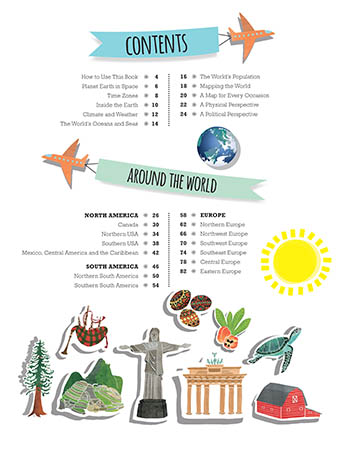 CONTENTS
How to Use This Book 4
Planet Earth in Space 6
Time Zones 8
Inside the Earth 10
Climate and Weather 12
The World's Oceans and Seas 14
16 The World's Population
18 Mapping the World
20 A Map for Every Occasion
22 A Physical Perspective
24 A Political Perspective
AROUND THE WORLD
NORTH AMERICA 26
Canada 30
Northern USA 34
Southern USA 38
Mexico, Central America and the Caribbean 42
SOUTH AMERICA 46
Northern South America 50
Southern South America 54
58 EUROPE
62 Northern Europe
66 Northwest Europe
70 Southwest Europe
74 Southeast Europe
78 Central Europe
82 Eastern Europe